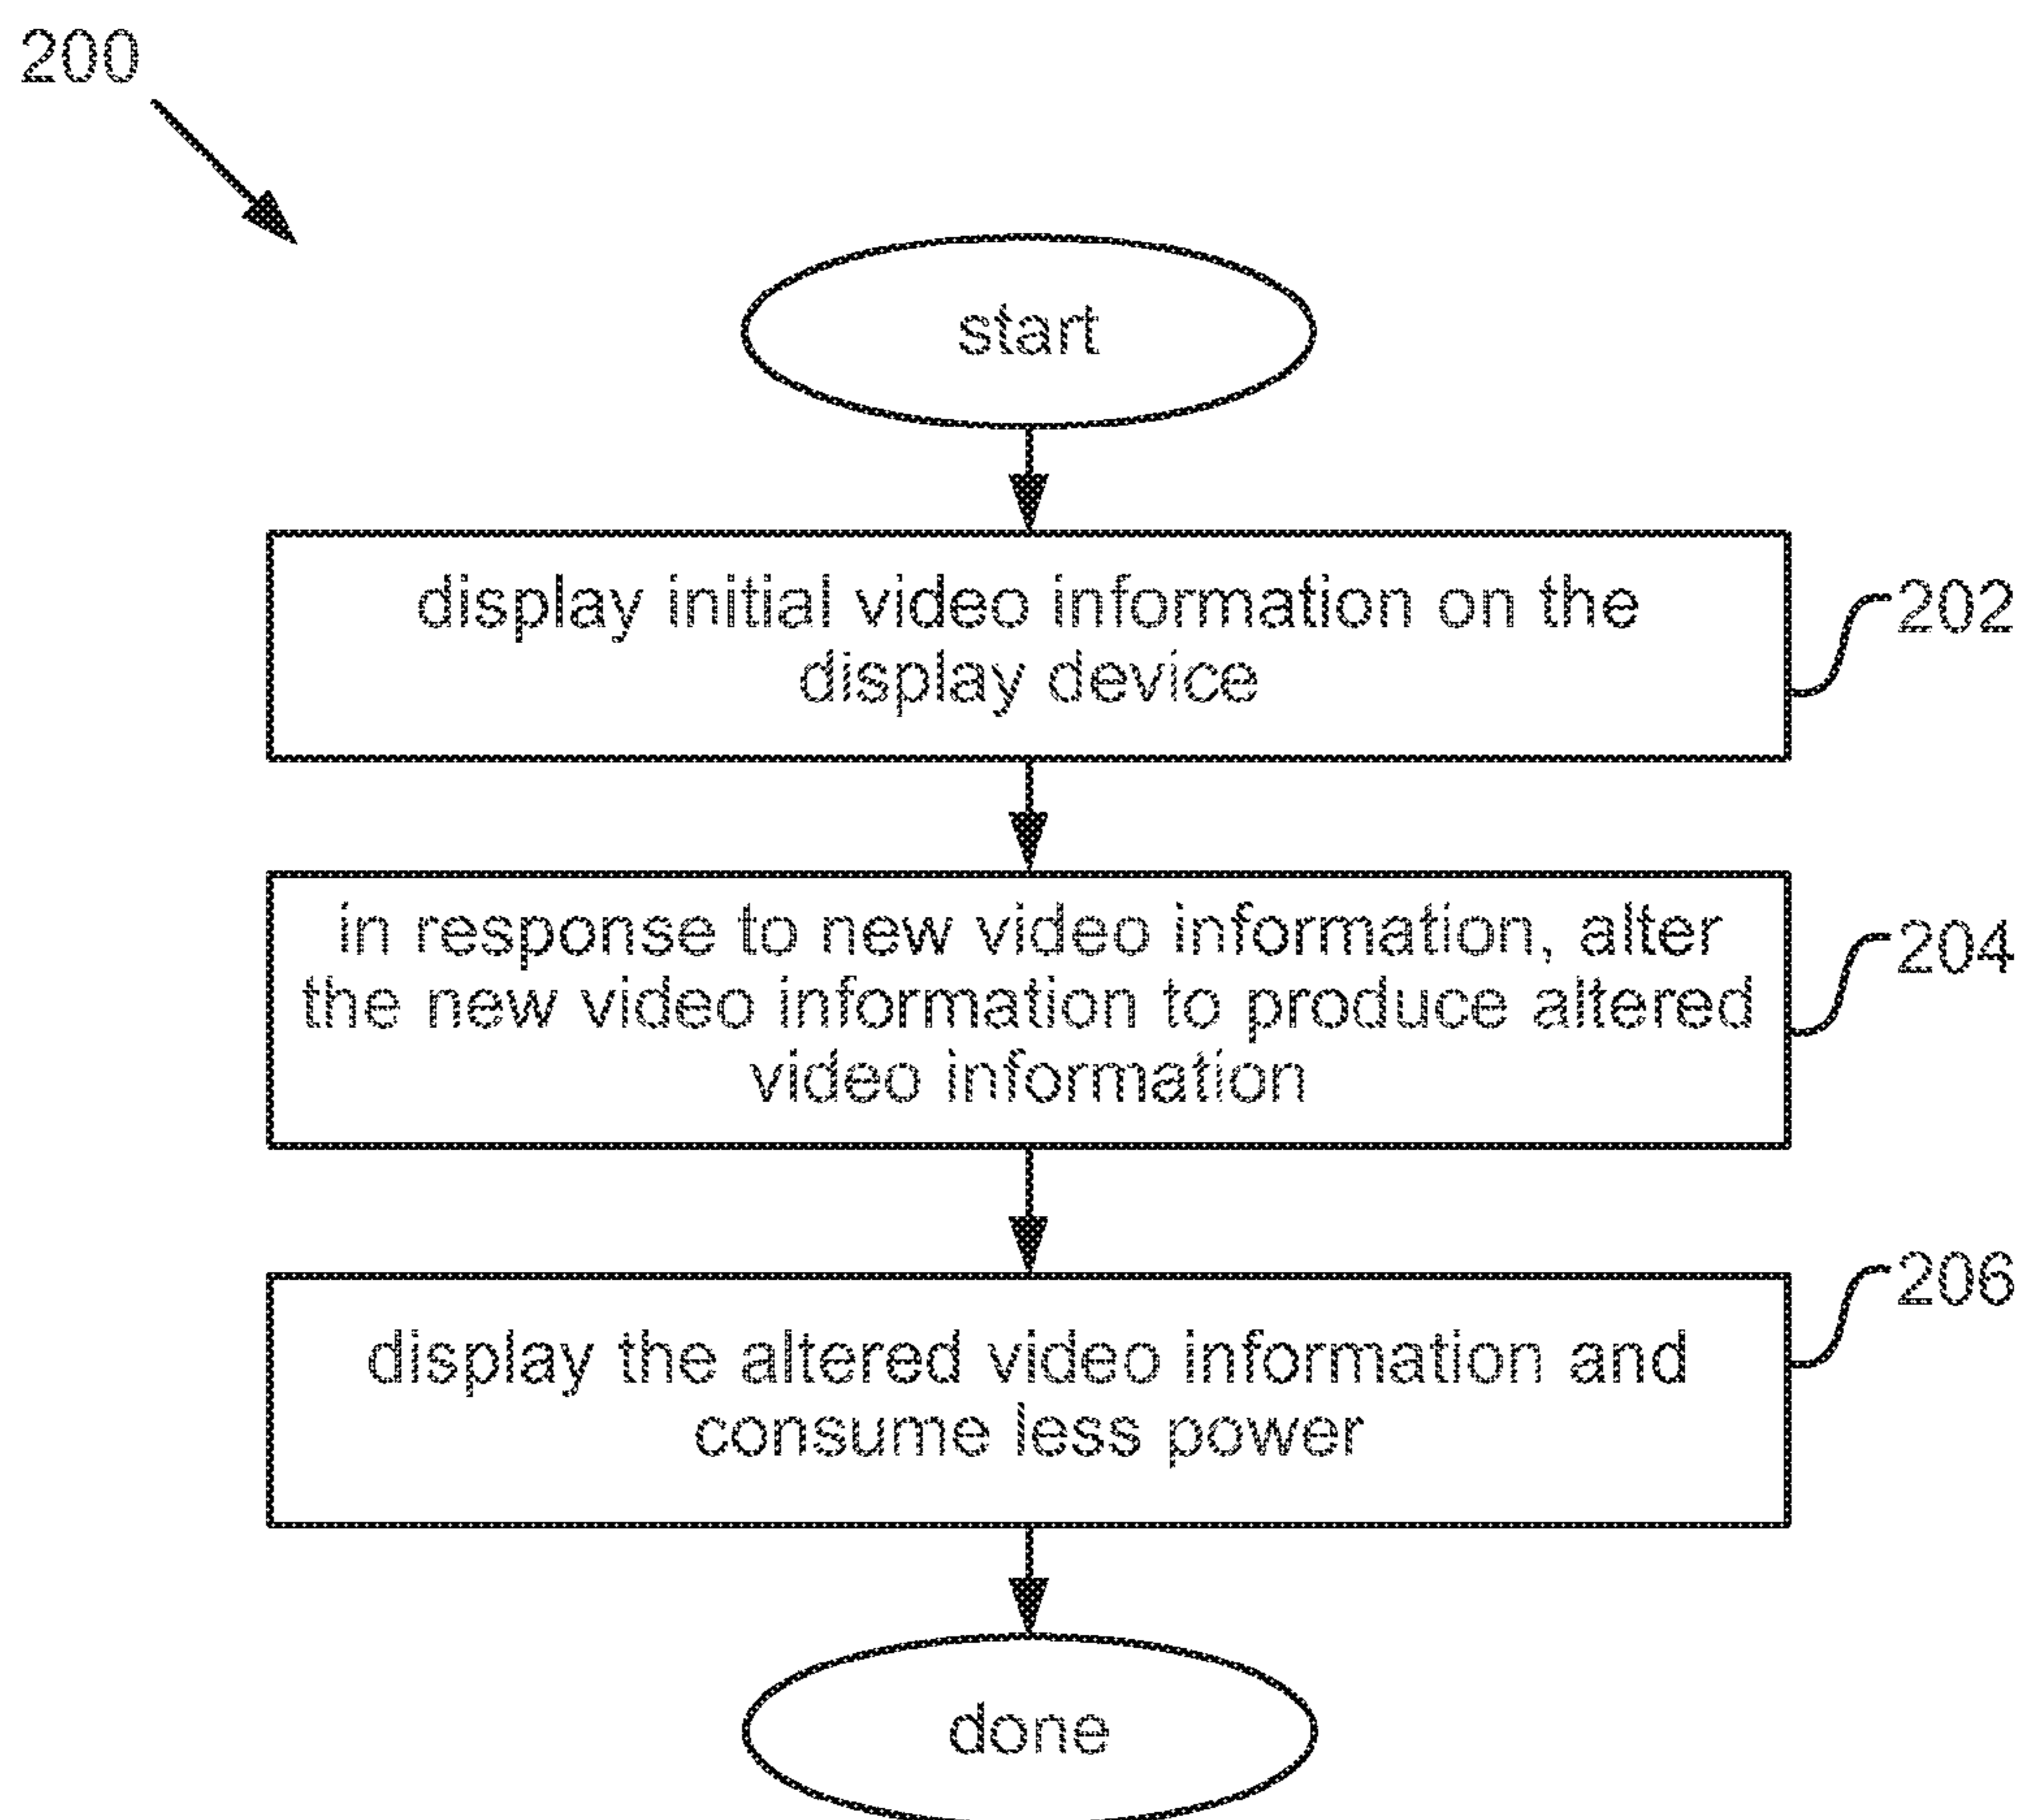 200
start
display initial video information on the
display device
202
in response to new video information, alter
the new video information to produce altered
video information
204
display the altered video information and
consume less power
206
done